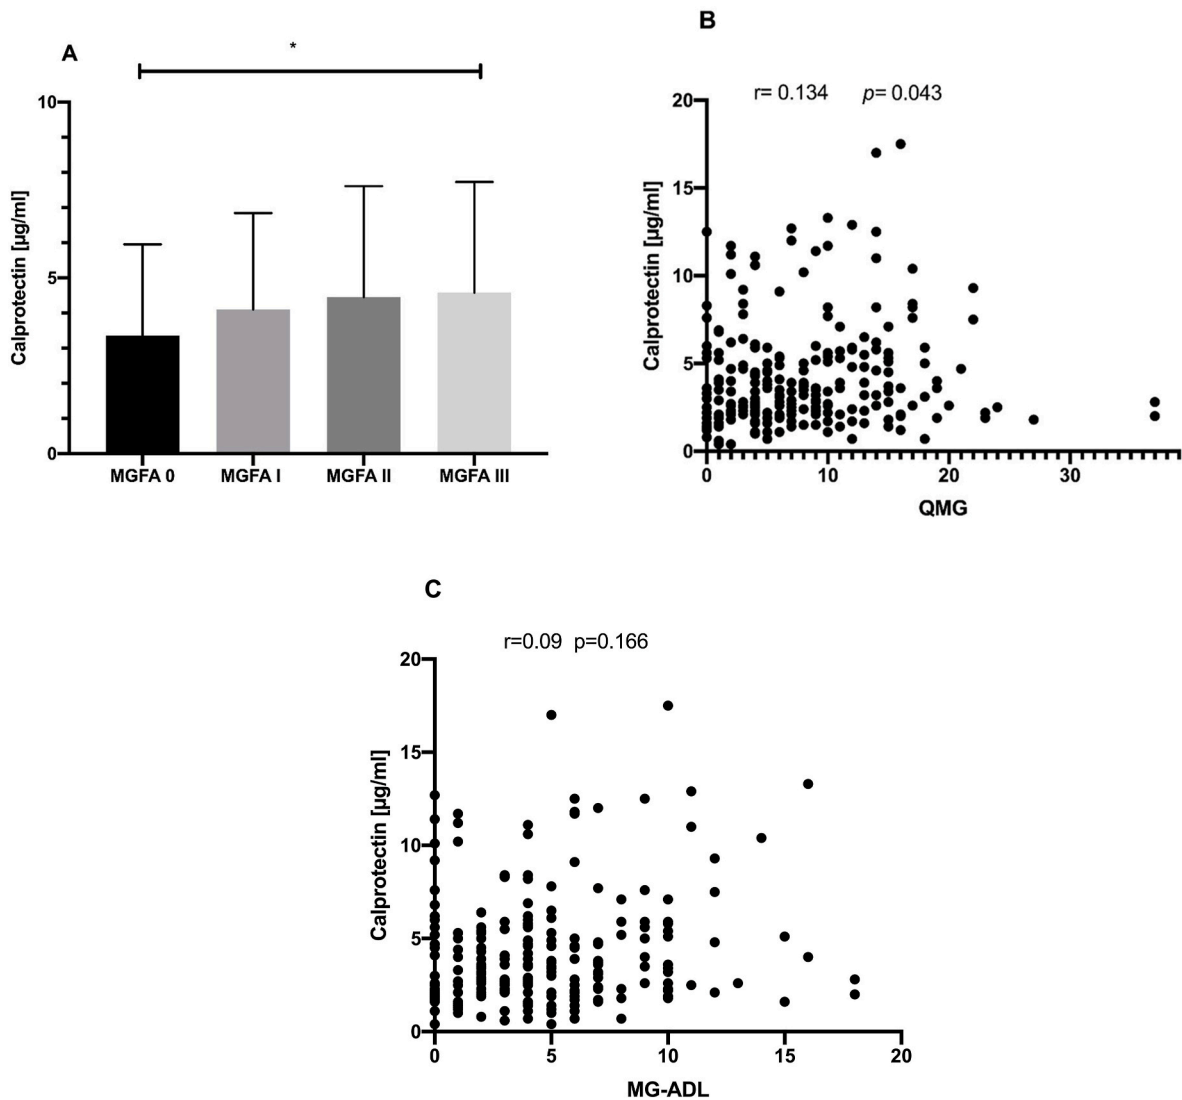 A
*
10
5
0
Calprotectin [µg/ml]
MGFA 0 MGFA I MGFA II MGFA III
B
r= 0.134 p= 0.043
20
15
10
5
0
Calprotectin [µg/ml]
0 10 20 30
QMG
C
r=0.09 p=0.166
20
15
10
5
0
Calprotectin [µg/ml]
0 5 10 15 20
MG-ADL